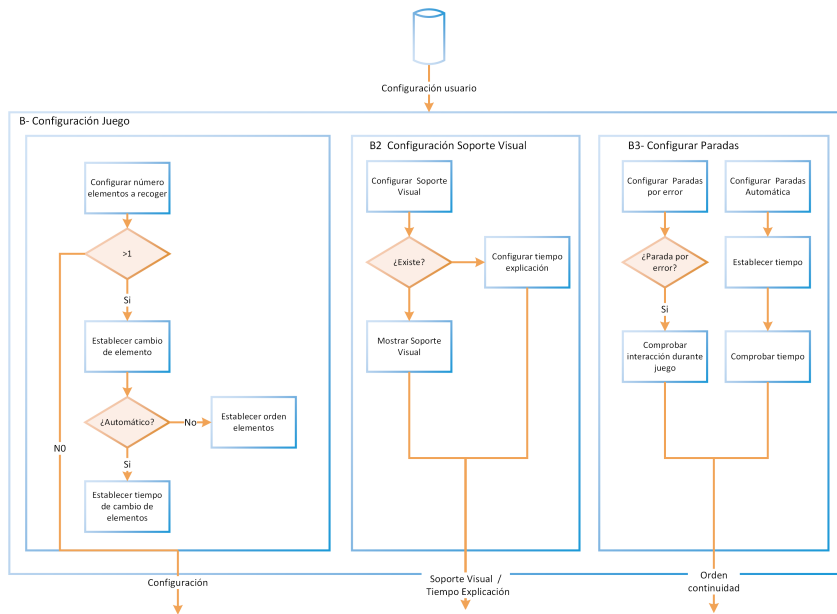 Configuración usuario
B- Configuración Juego
Configurar número
elementos a recoger
>1
Si
Establecer cambio
de elemento
¿Automático?
No
Establecer orden
elementos
N0
Si
Establecer tiempo
de cambio de
elementos
Configuración
B2 Configuración Soporte Visual
Configurar Soporte
Visual
¿Existe?
Configurar tiempo
explicación
Mostrar Soporte
Visual
Soporte Visual /
Tiempo Explicación
B3- Configurar Paradas
Configurar Paradas
por error
¿Parada por
error?
Si
Comprobar
interacción durante
juego
Configurar Paradas
Automática
Establecer tiempo
Comprobar tiempo
Orden
continuidad